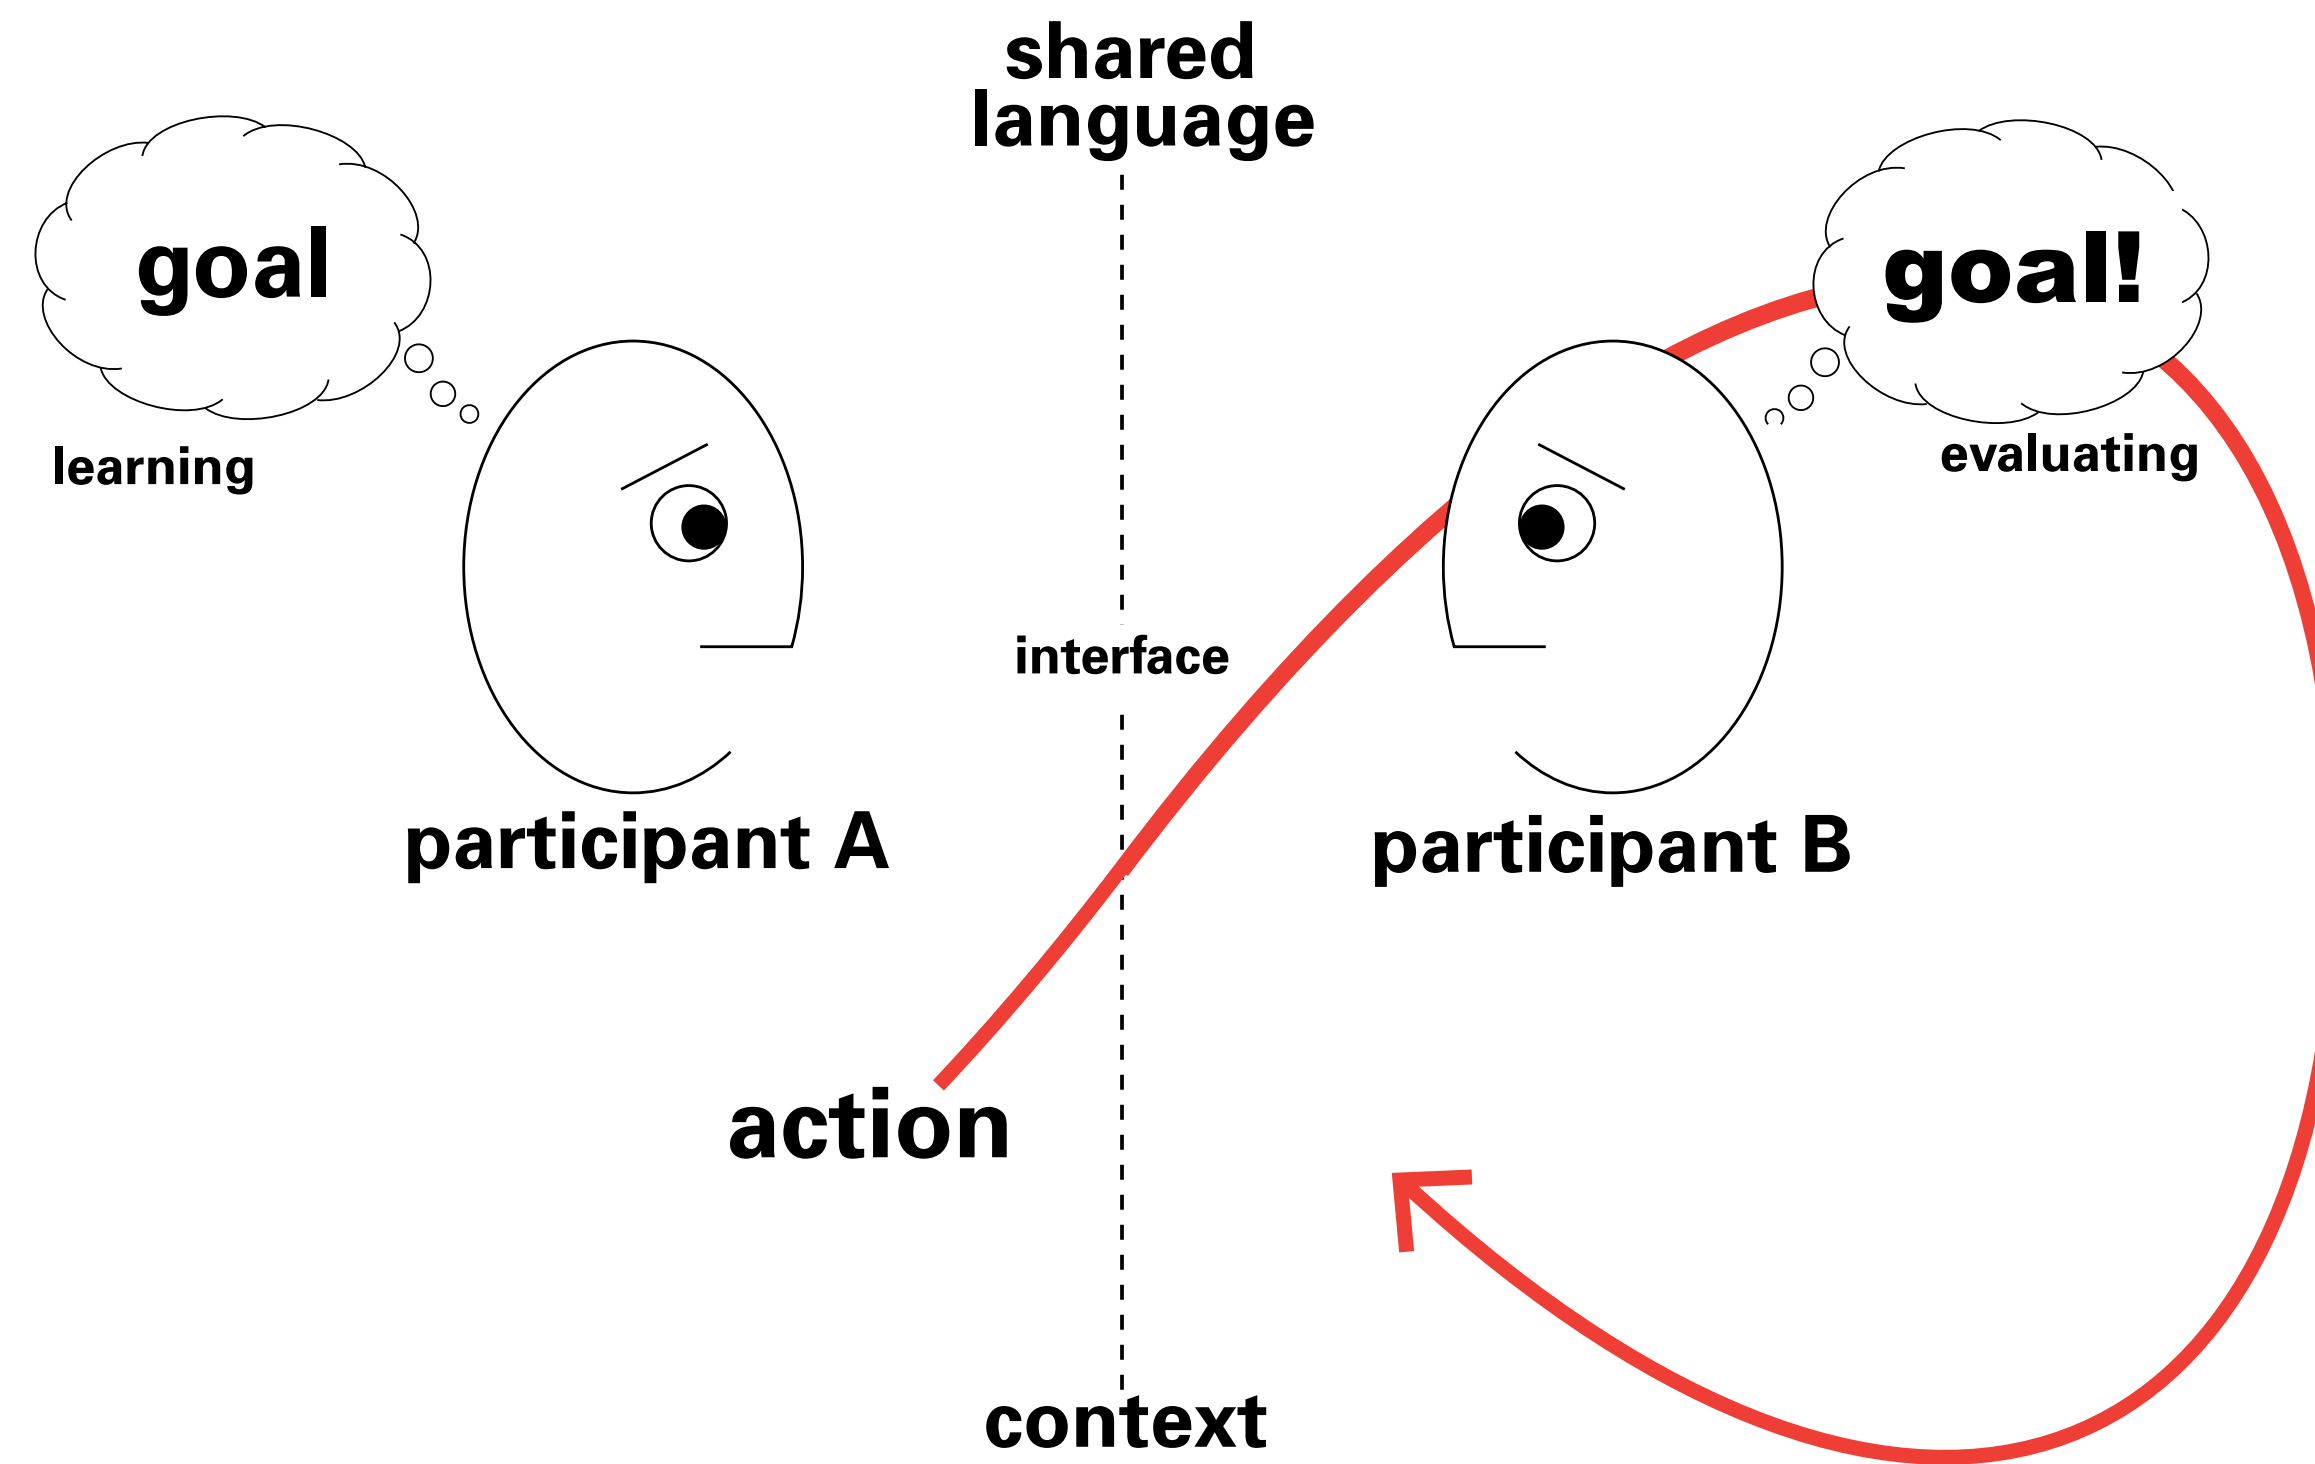 shared
language
goal
goal!
learning
evaluating
interface
participant A
participant B
action
context